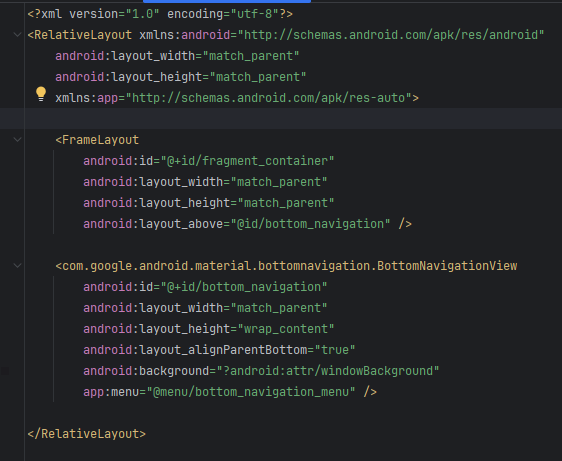 <?xml version="1.0" encoding="utf-8"?>
<RelativeLayout xmlns:android="http://schemas.android.com/apk/res/android"
    android:layout_width="match_parent"
    android:layout_height="match_parent"
    xmlns:app="http://schemas.android.com/apk/res-auto">

    <FrameLayout
        android:id="@+id/fragment_container"
        android:layout_width="match_parent"
        android:layout_height="match_parent"
        android:layout_above="@id/bottom_navigation" />

    <com.google.android.material.bottomnavigation.BottomNavigationView
        android:id="@+id/bottom_navigation"
        android:layout_width="match_parent"
        android:layout_height="wrap_content"
        android:layout_alignParentBottom="true"
        android:background="?android:attr/windowBackground"
        app:menu="@menu/bottom_navigation_menu" />

</RelativeLayout>